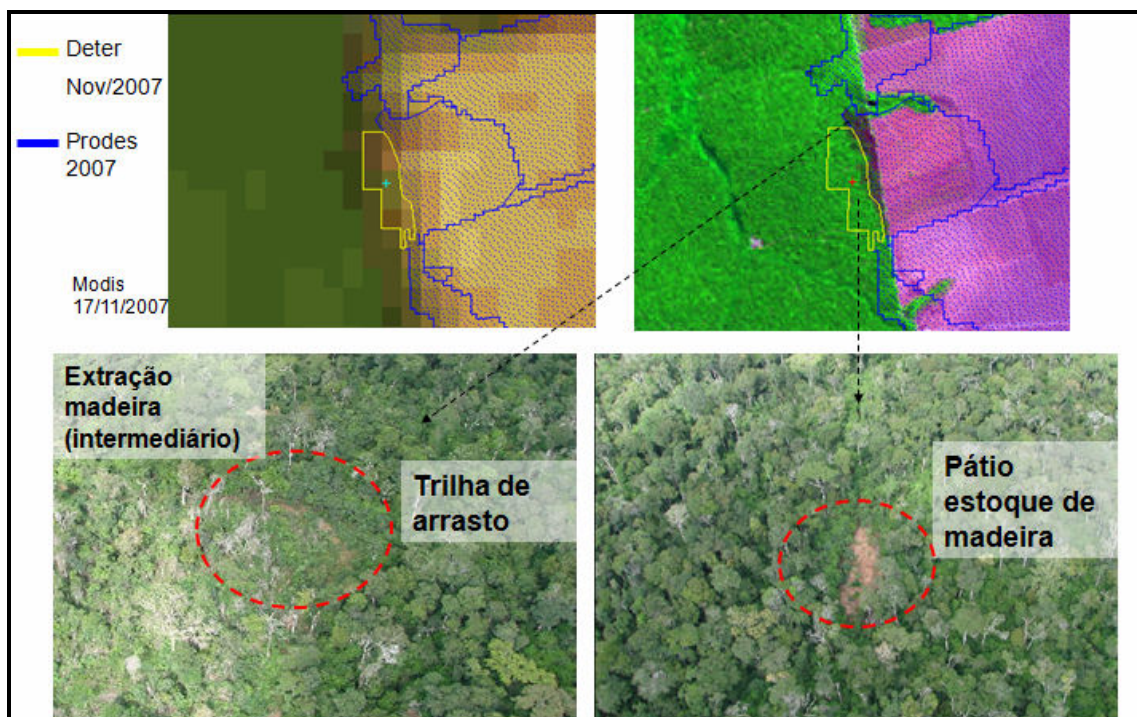 Deter
Nov/2007
Prodes
2007
Modis
17/11/2007
Extração
madeira
(intermediário)
Trilha de
arrasto
Pátio
estoque de
madeira